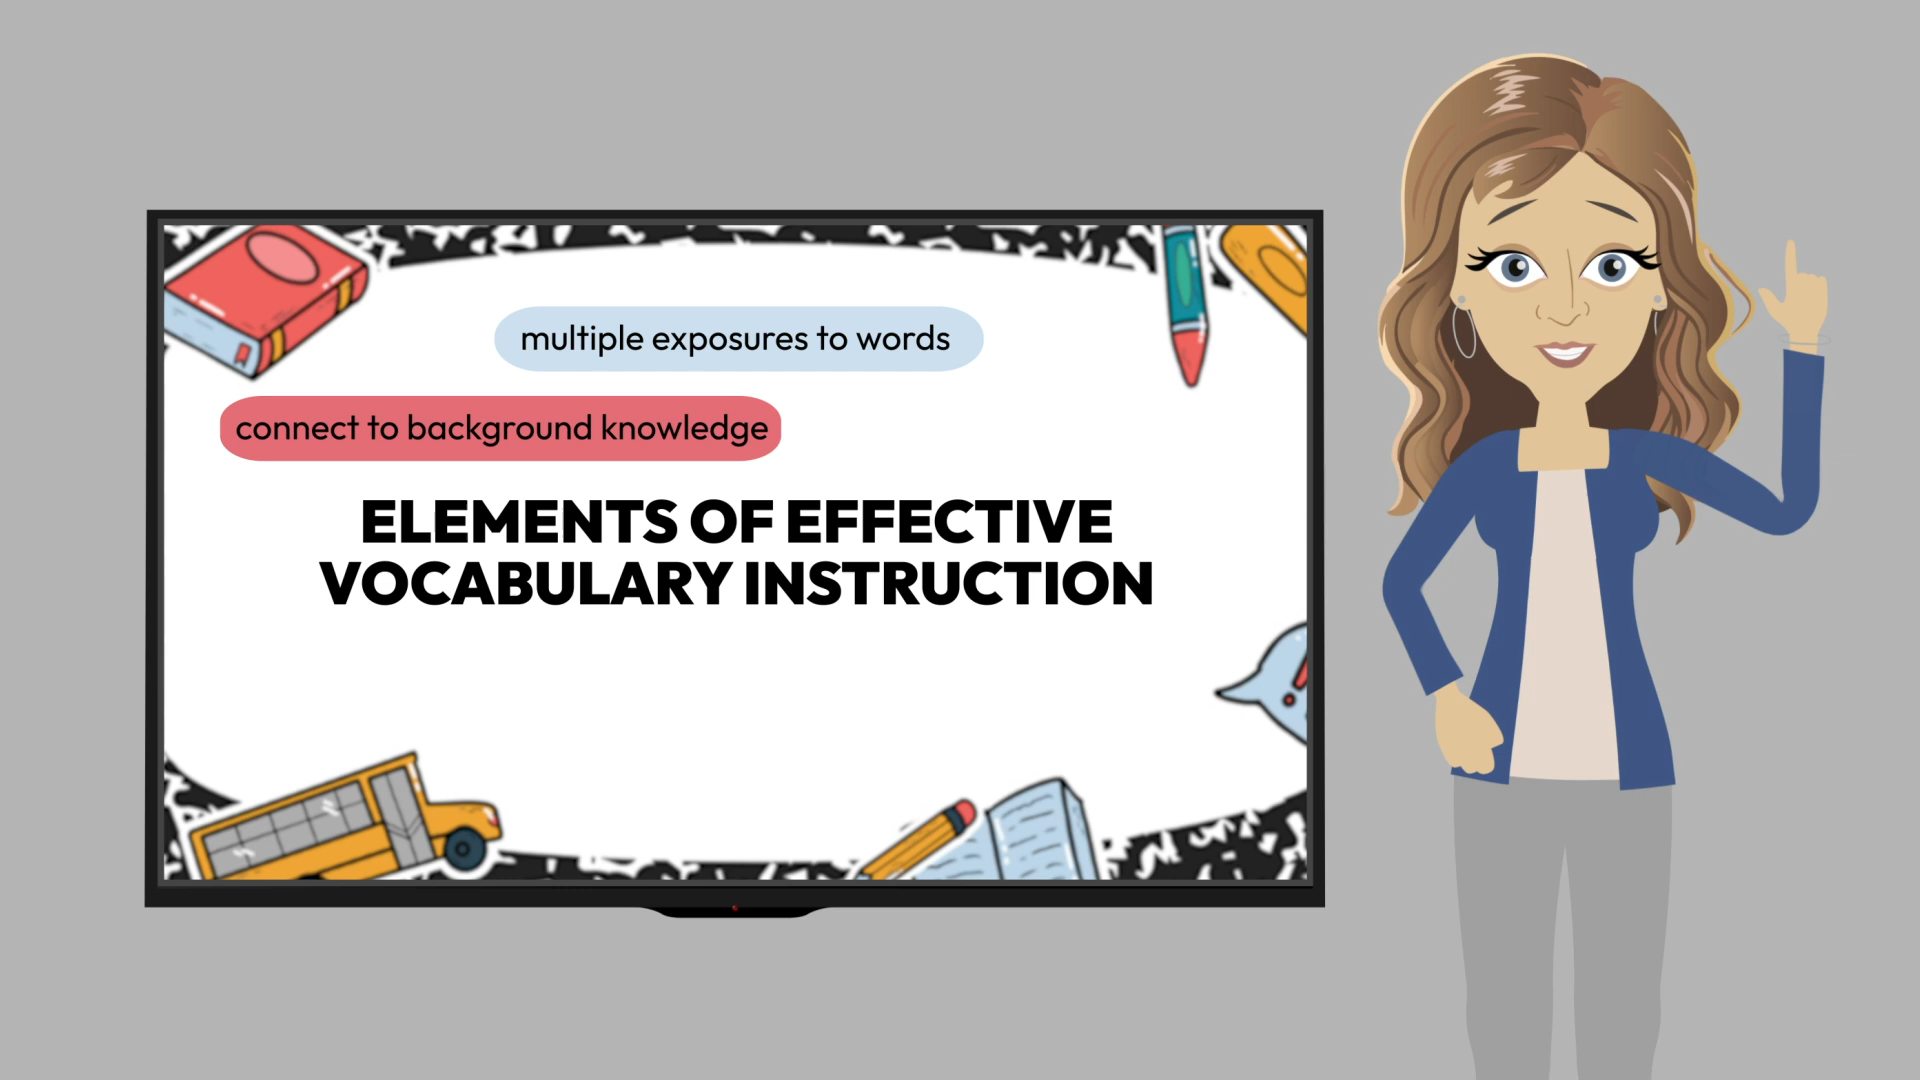 multiple exposures to words
connect to background knowledge
ELEMENTS OF EFFECTIVE
VOCABULARY INSTRUCTION